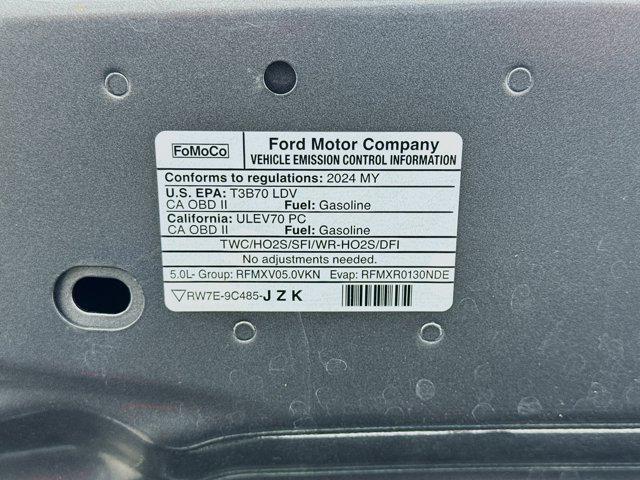 FoMoCo
Ford Motor Company
VEHICLE EMISSION CONTROL INFORMATION
Conforms to regulations: 2024 MY
U.S. EPA: T3B70 LDV
CA OBD II Fuel: Gasoline
California: ULEV70 PC
CA OBD II Fuel: Gasoline
TWC/HO2S/SFI/WR-HO2S/DFI
No adjustments needed.
5.0L- Group: RFMXV05.0VKN Evap: RFMXR0130NDE
RW7E-9C485-JZK